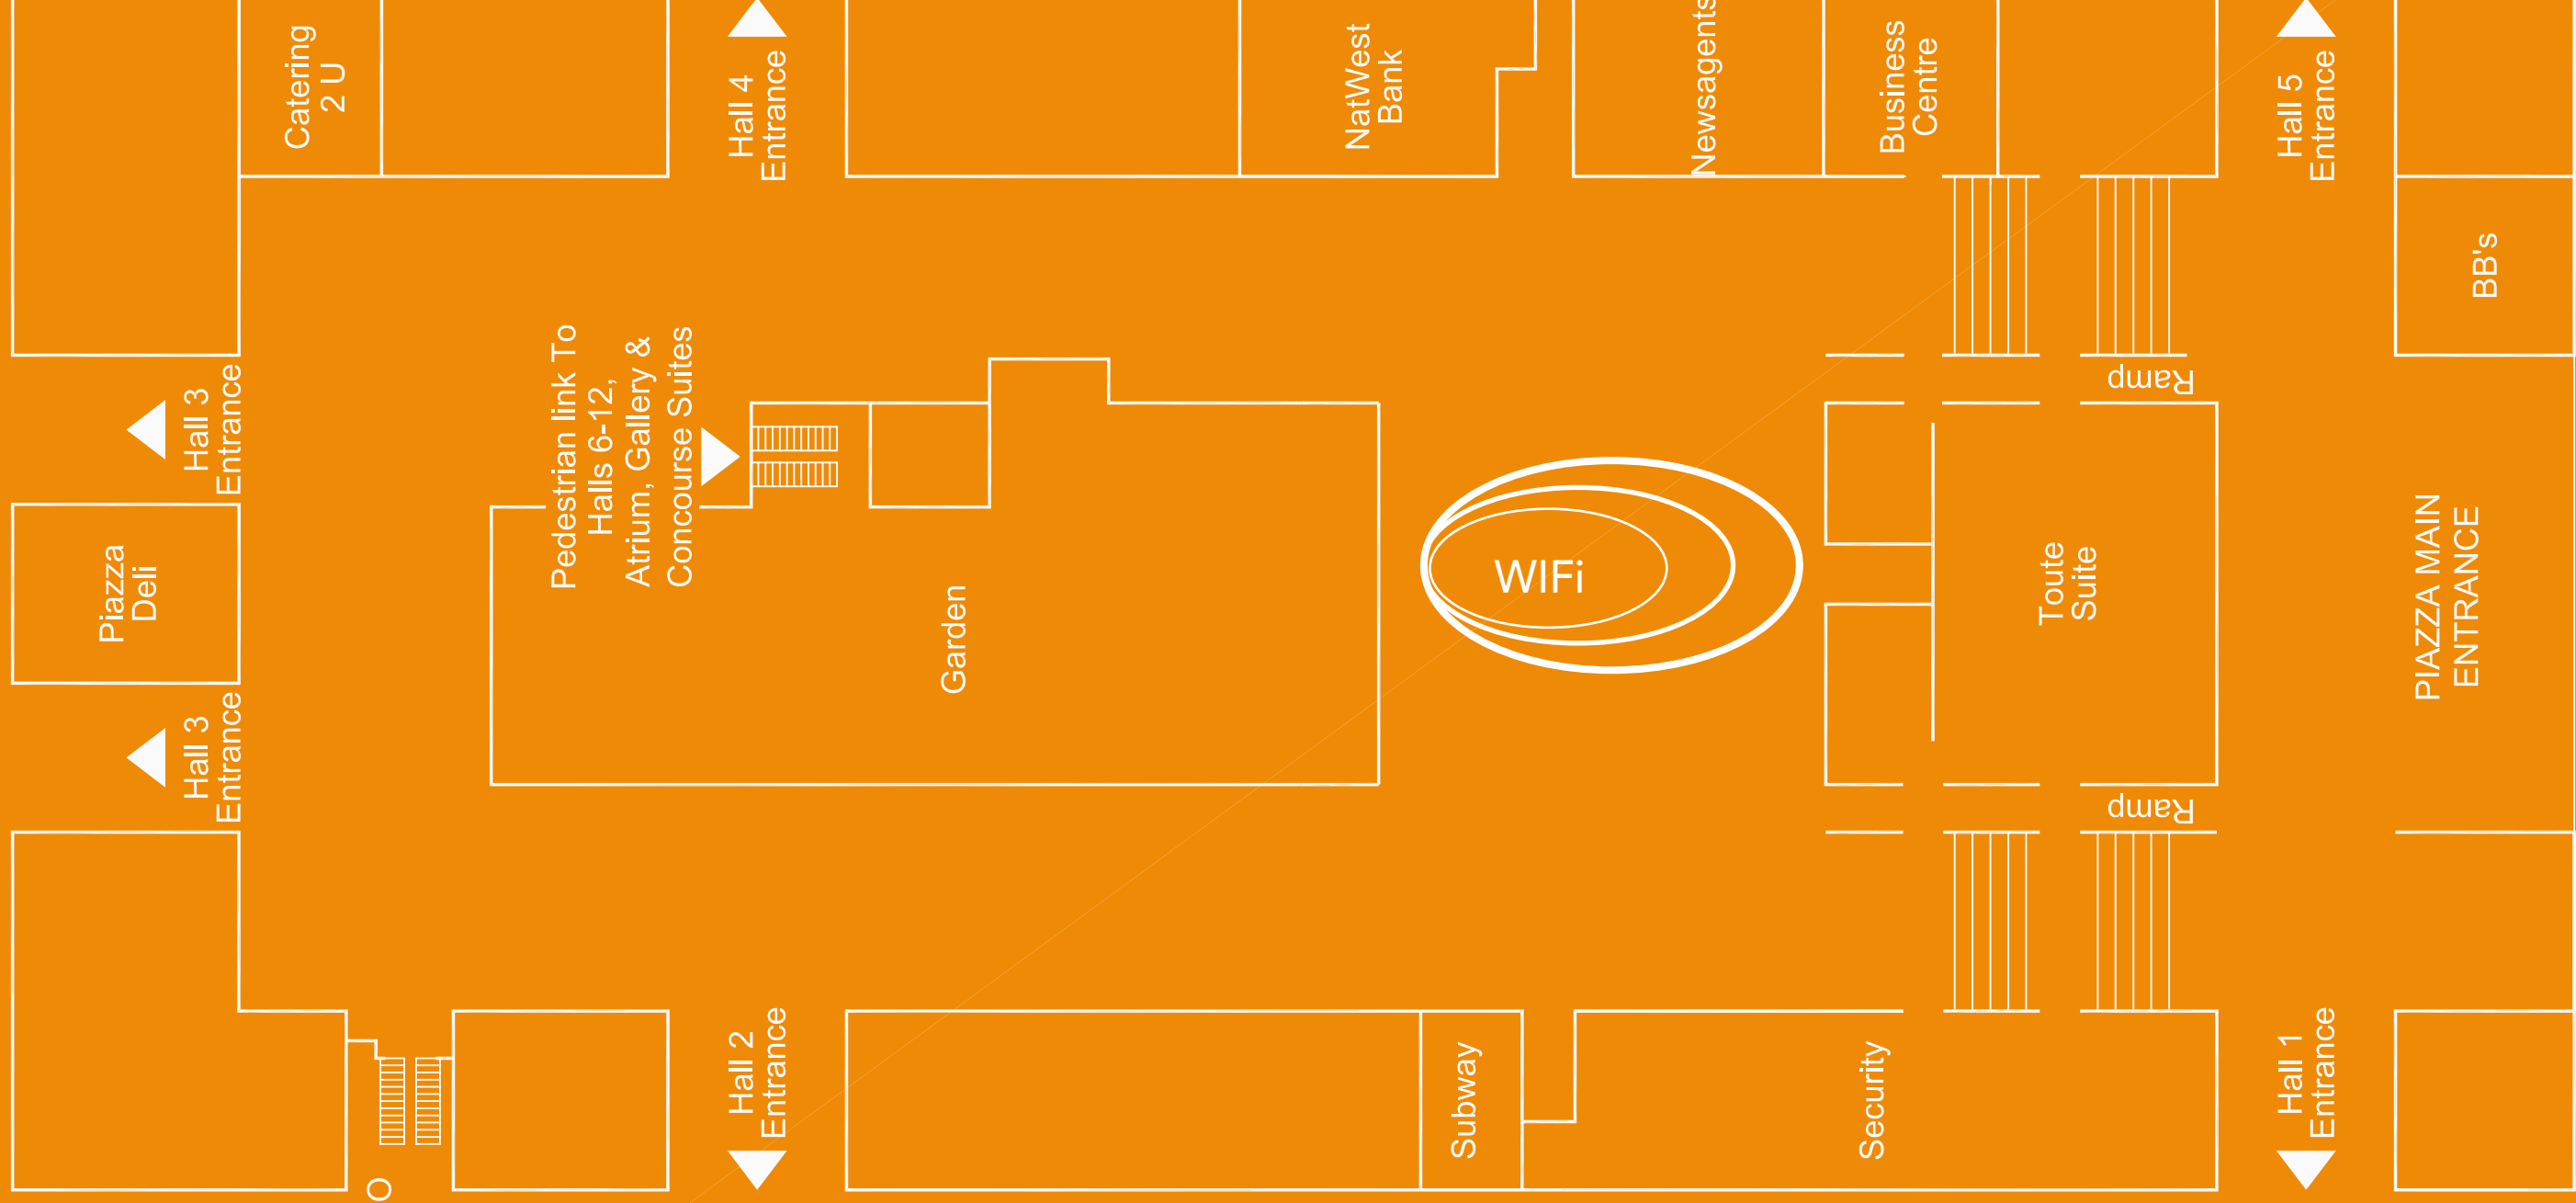 Catering
2 U
Hall 4
Entrance
NatWest
Bank
Newsagents
Business
Centre
Hall 5
Entrance
BB's
Hall 3
Entrance
Pedestrian link To
Halls 6-12,
Atrium, Gallery &
Concourse Suites
Ramp
Piazza
Deli
Garden
WIFi
Toute
Suite
PIAZZA MAIN
ENTRANCE
Hall 3
Entrance
Ramp
Hall 2
Entrance
Subway
Security
Hall 1
Entrance
O